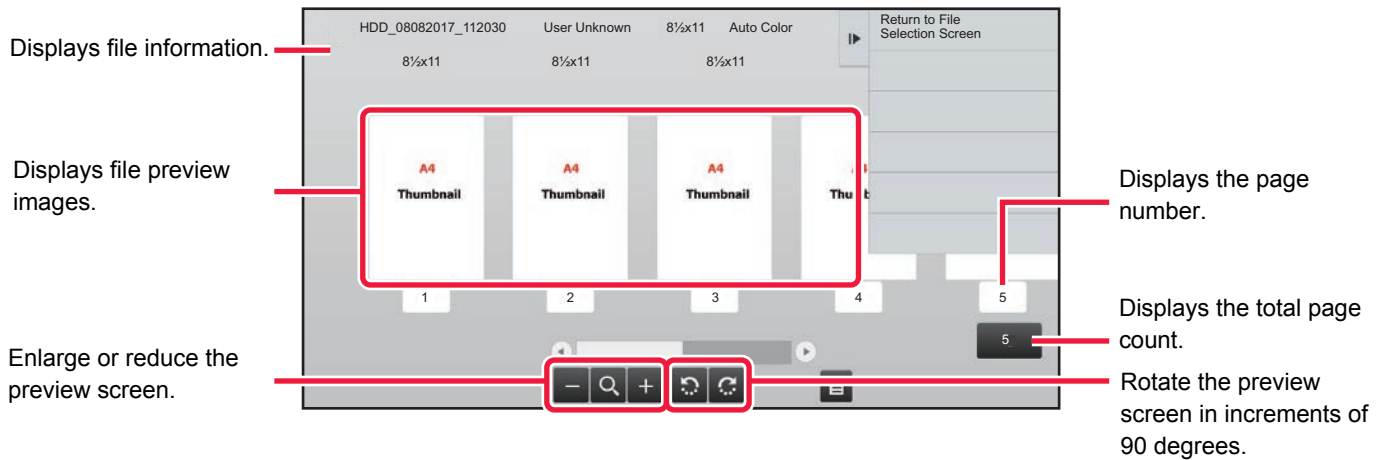 HDD_08082017_112030 User Unknown 8½x11 Auto Color
Return to File
Selection Screen
Displays file information.
8½x11 8½x11 8½x11
Displays file preview
images.
A4
Thumbnail
A4
Thumbnail
A4
Thumbnail
Thu
Displays the page
number.
1 2 3 4 5
Displays the total page
count.
5
Enlarge or reduce the
preview screen.
Rotate the preview
screen in increments of
90 degrees.